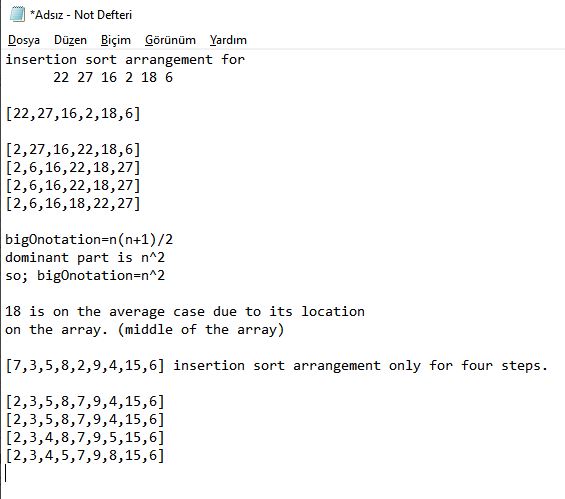 *Adsız - Not Defteri
Dosya Düzen Biçim Görünüm Yardım
insertion sort arrangement for
22 27 16 2 18 6
[22,27,16,2,18,6]
[2,27,16,22,18,6]
[2,6,16,22,18,27]
[2,6,16,22,18,27]
[2,6,16,18,22,27]
bigOnotation=n(n+1)/2
dominant part is n^2
so; bigOnotation=n^2
18 is on the average case due to its location
on the array. (middle of the array)
[7,3,5,8,2,9,4,15,6] insertion sort arrangement only for four steps.
[2,3,5,8,7,9,4,15,6]
[2,3,5,8,7,9,4,15,6]
[2,3,4,8,7,9,5,15,6]
[2,3,4,5,7,9,8,15,6]